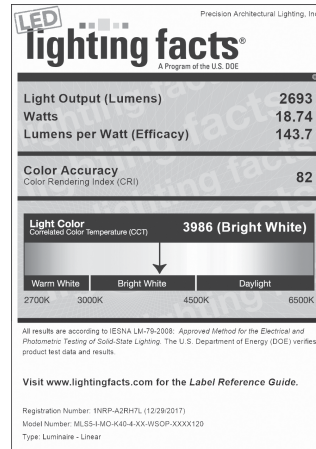 Precision Architectural Lighting,
LED
lighting facts®
A Program of the U.S. DOE
Light Output (Lumens) 2693
Watts 18.74
Lumens per Watt (Efficacy) 143.7
Color Accuracy
Color Rendering Index (CRI) 82
Light Color
Correlated Color Temperature (CCT) 3986 (Bright White)
Warm White Bright White Daylight
2700K 3000K 4500K 6500K
All results are according to IESNA LM-79-2008: Approved Method for the Electrical and
Photometric Testing of Solid-State Lighting. The U.S. Department of Energy (DOE) verifies
product test data and results.
Visit www.lightingfacts.com for the Label Reference Guide.
Registration Number: 1NRP-A2RH7L (12/29/2017)
Model Number: MLS5-I-MO-K40-4-XX-WSOP-XXXX120
Type: Luminaire - Linear